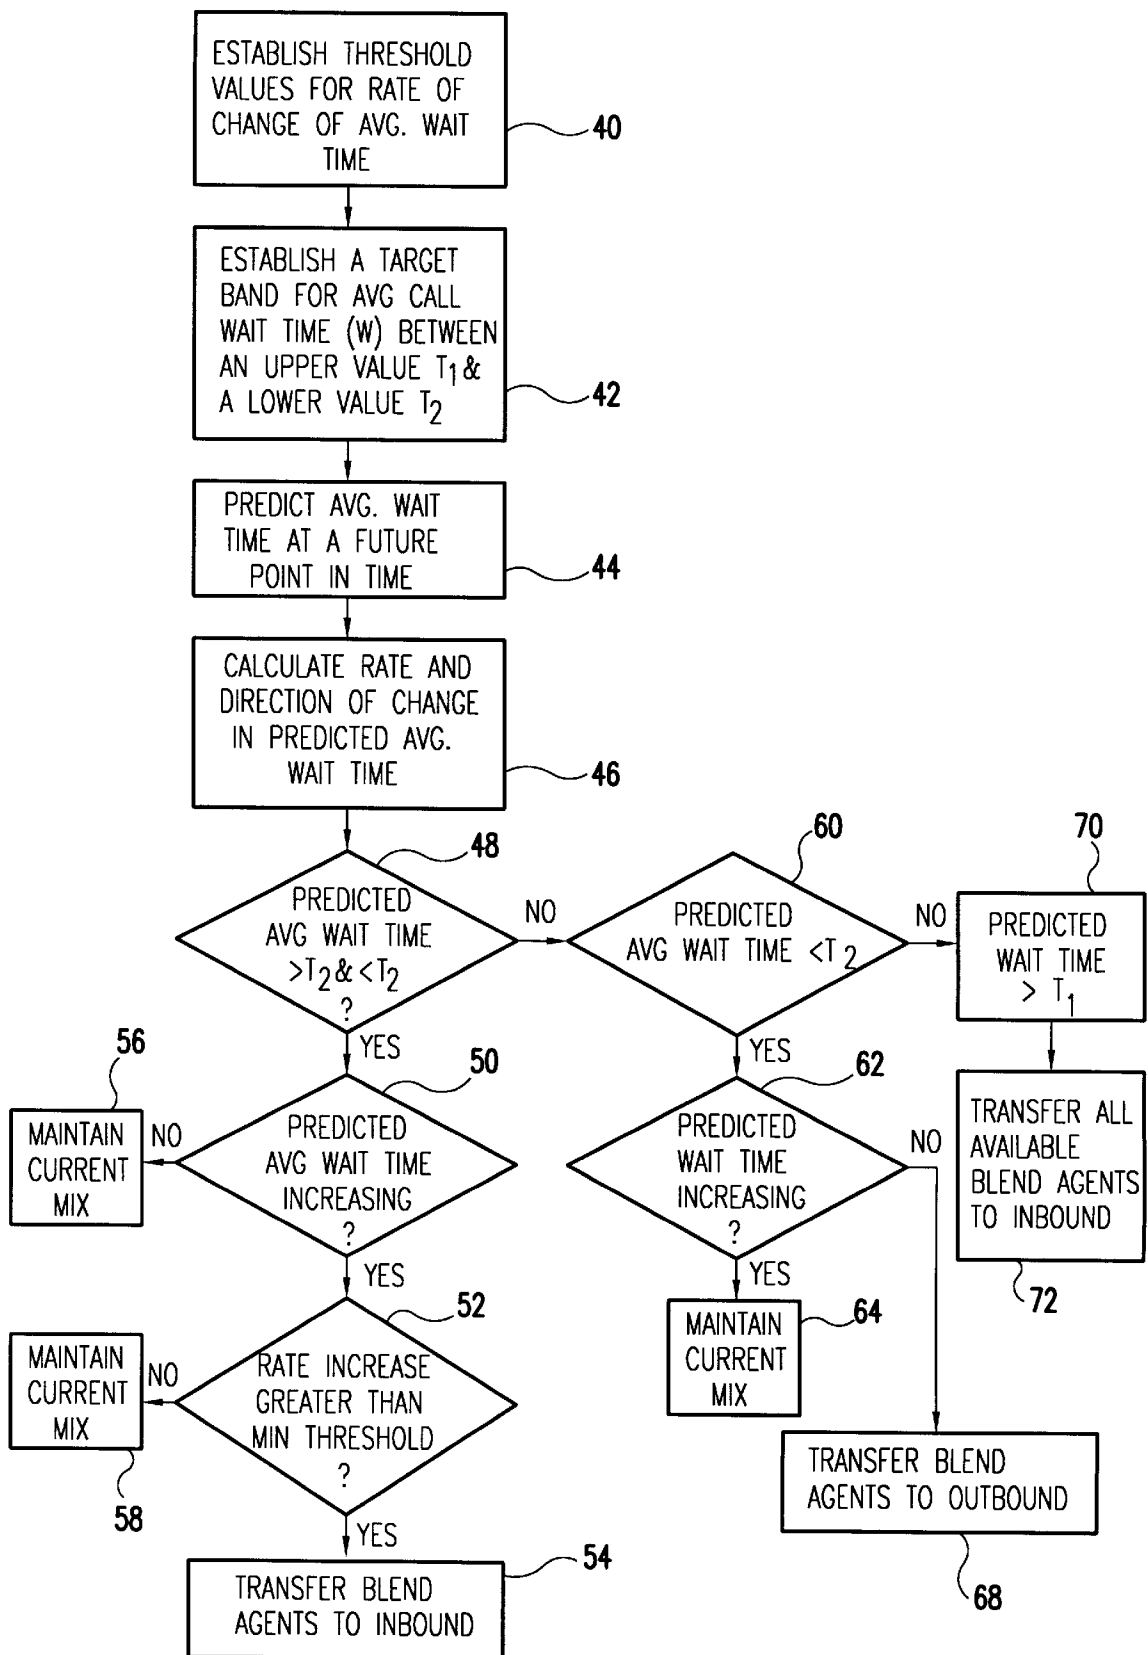 ESTABLISH THRESHOLD
VALUES FOR RATE OF
CHANGE OF AVG. WAIT
TIME
40
ESTABLISH A TARGET
BAND FOR AVG CALL
WAIT TIME (W) BETWEEN
AN UPPER VALUE T1 &
A LOWER VALUE T2
42
PREDICT AVG. WAIT
TIME AT A FUTURE
POINT IN TIME
44
CALCULATE RATE AND
DIRECTION OF CHANGE
IN PREDICTED AVG.
WAIT TIME
46
48
PREDICTED
AVG WAIT TIME
>T2 & <T2
?
NO
YES
60
PREDICTED
AVG WAIT TIME <T2
NO
YES
70
PREDICTED
WAIT TIME
> T1
56
MAINTAIN
CURRENT
MIX
NO
50
PREDICTED
AVG WAIT TIME
INCREASING
?
YES
62
PREDICTED
WAIT TIME
INCREASING
?
NO
YES
TRANSFER ALL
AVAILABLE
BLEND AGENTS
TO INBOUND
72
MAINTAIN
CURRENT
MIX
58
NO
52
RATE INCREASE
GREATER THAN
MIN THRESHOLD
?
YES
MAINTAIN
CURRENT
MIX
64
TRANSFER BLEND
AGENTS TO OUTBOUND
68
TRANSFER BLEND
AGENTS TO INBOUND
54